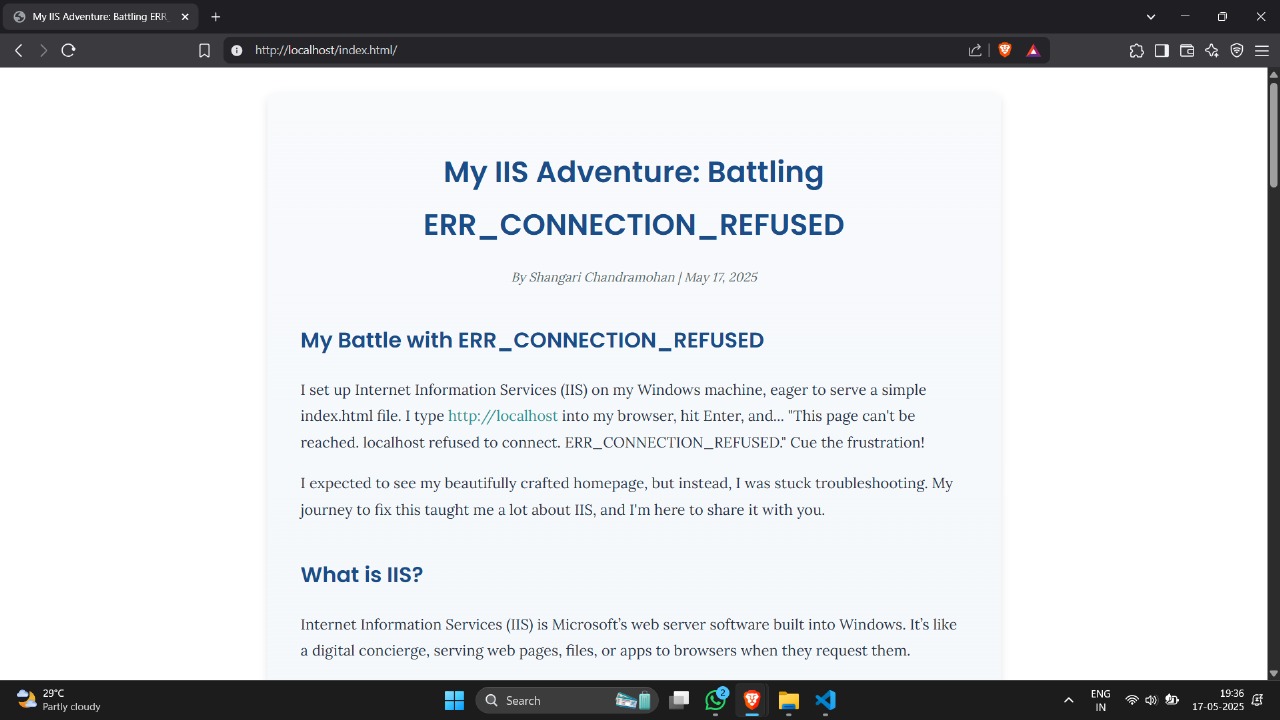 My IIS Adventure: Battling ERR_
http://localhost/index.html/
My IIS Adventure: Battling
ERR_CONNECTION_REFUSED
By Shangari Chandramohan | May 17, 2025
My Battle with ERR_CONNECTION_REFUSED
I set up Internet Information Services (IIS) on my Windows machine, eager to serve a simple
index.html file. I type http://localhost into my browser, hit Enter, and... "This page can't be
reached. localhost refused to connect. ERR_CONNECTION_REFUSED." Cue the frustration!
I expected to see my beautifully crafted homepage, but instead, I was stuck troubleshooting. My
journey to fix this taught me a lot about IIS, and I'm here to share it with you.
What is IIS?
Internet Information Services (IIS) is Microsoft’s web server software built into Windows. It’s like
a digital concierge, serving web pages, files, or apps to browsers when they request them.
29°C
Partly cloudy
Search
2
ENG
IN
19:36
17-05-2025